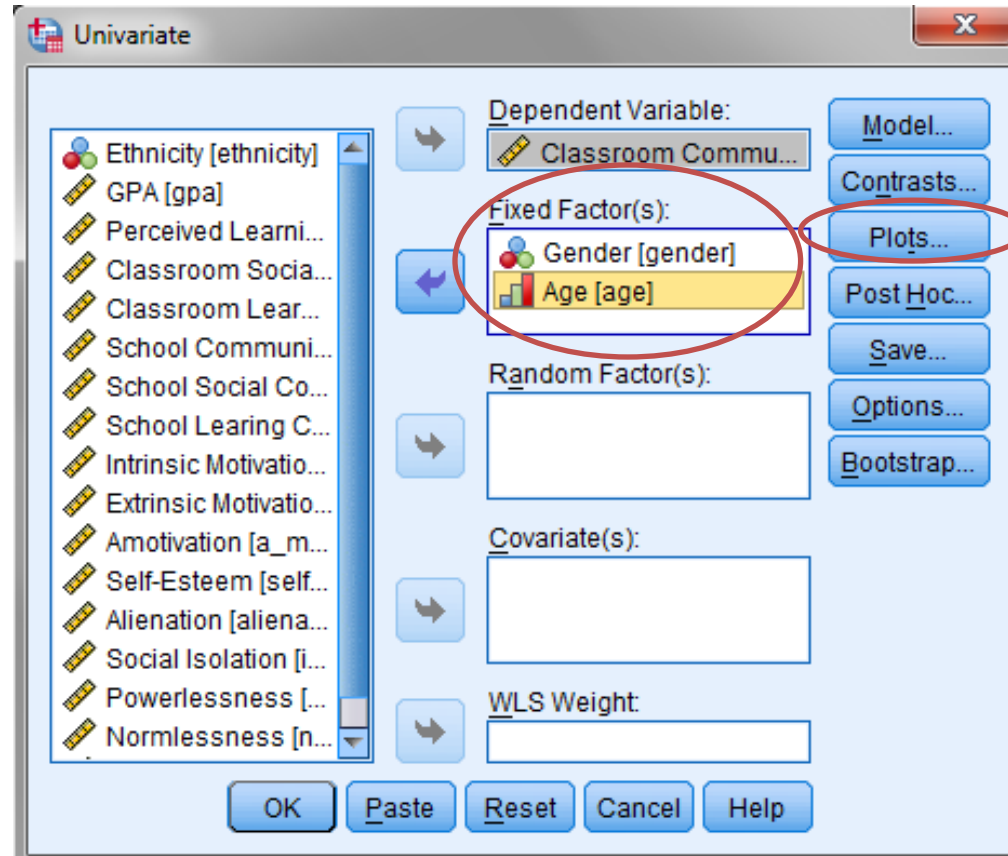 Univariate
Ethnicity [ethnicity]
GPA [gpa]
Perceived Learni...
Classroom Socia...
Classroom Lear...
School Communi...
School Social Co...
School Learing C...
Intrinsic Motivatio...
Extrinsic Motivatio...
Amotivation [a_m...
Self-Esteem [self...
Alienation [aliena...
Social Isolation [i...
Powerlessness [...
Normlessness [n...
Dependent Variable:
Classroom Commu...
Fixed Factor(s):
Gender [gender]
Age [age]
Random Factor(s):
Covariate(s):
WLS Weight:
Model...
Contrasts...
Plots...
Post Hoc...
Save...
Options...
Bootstrap...
OK Paste Reset Cancel Help